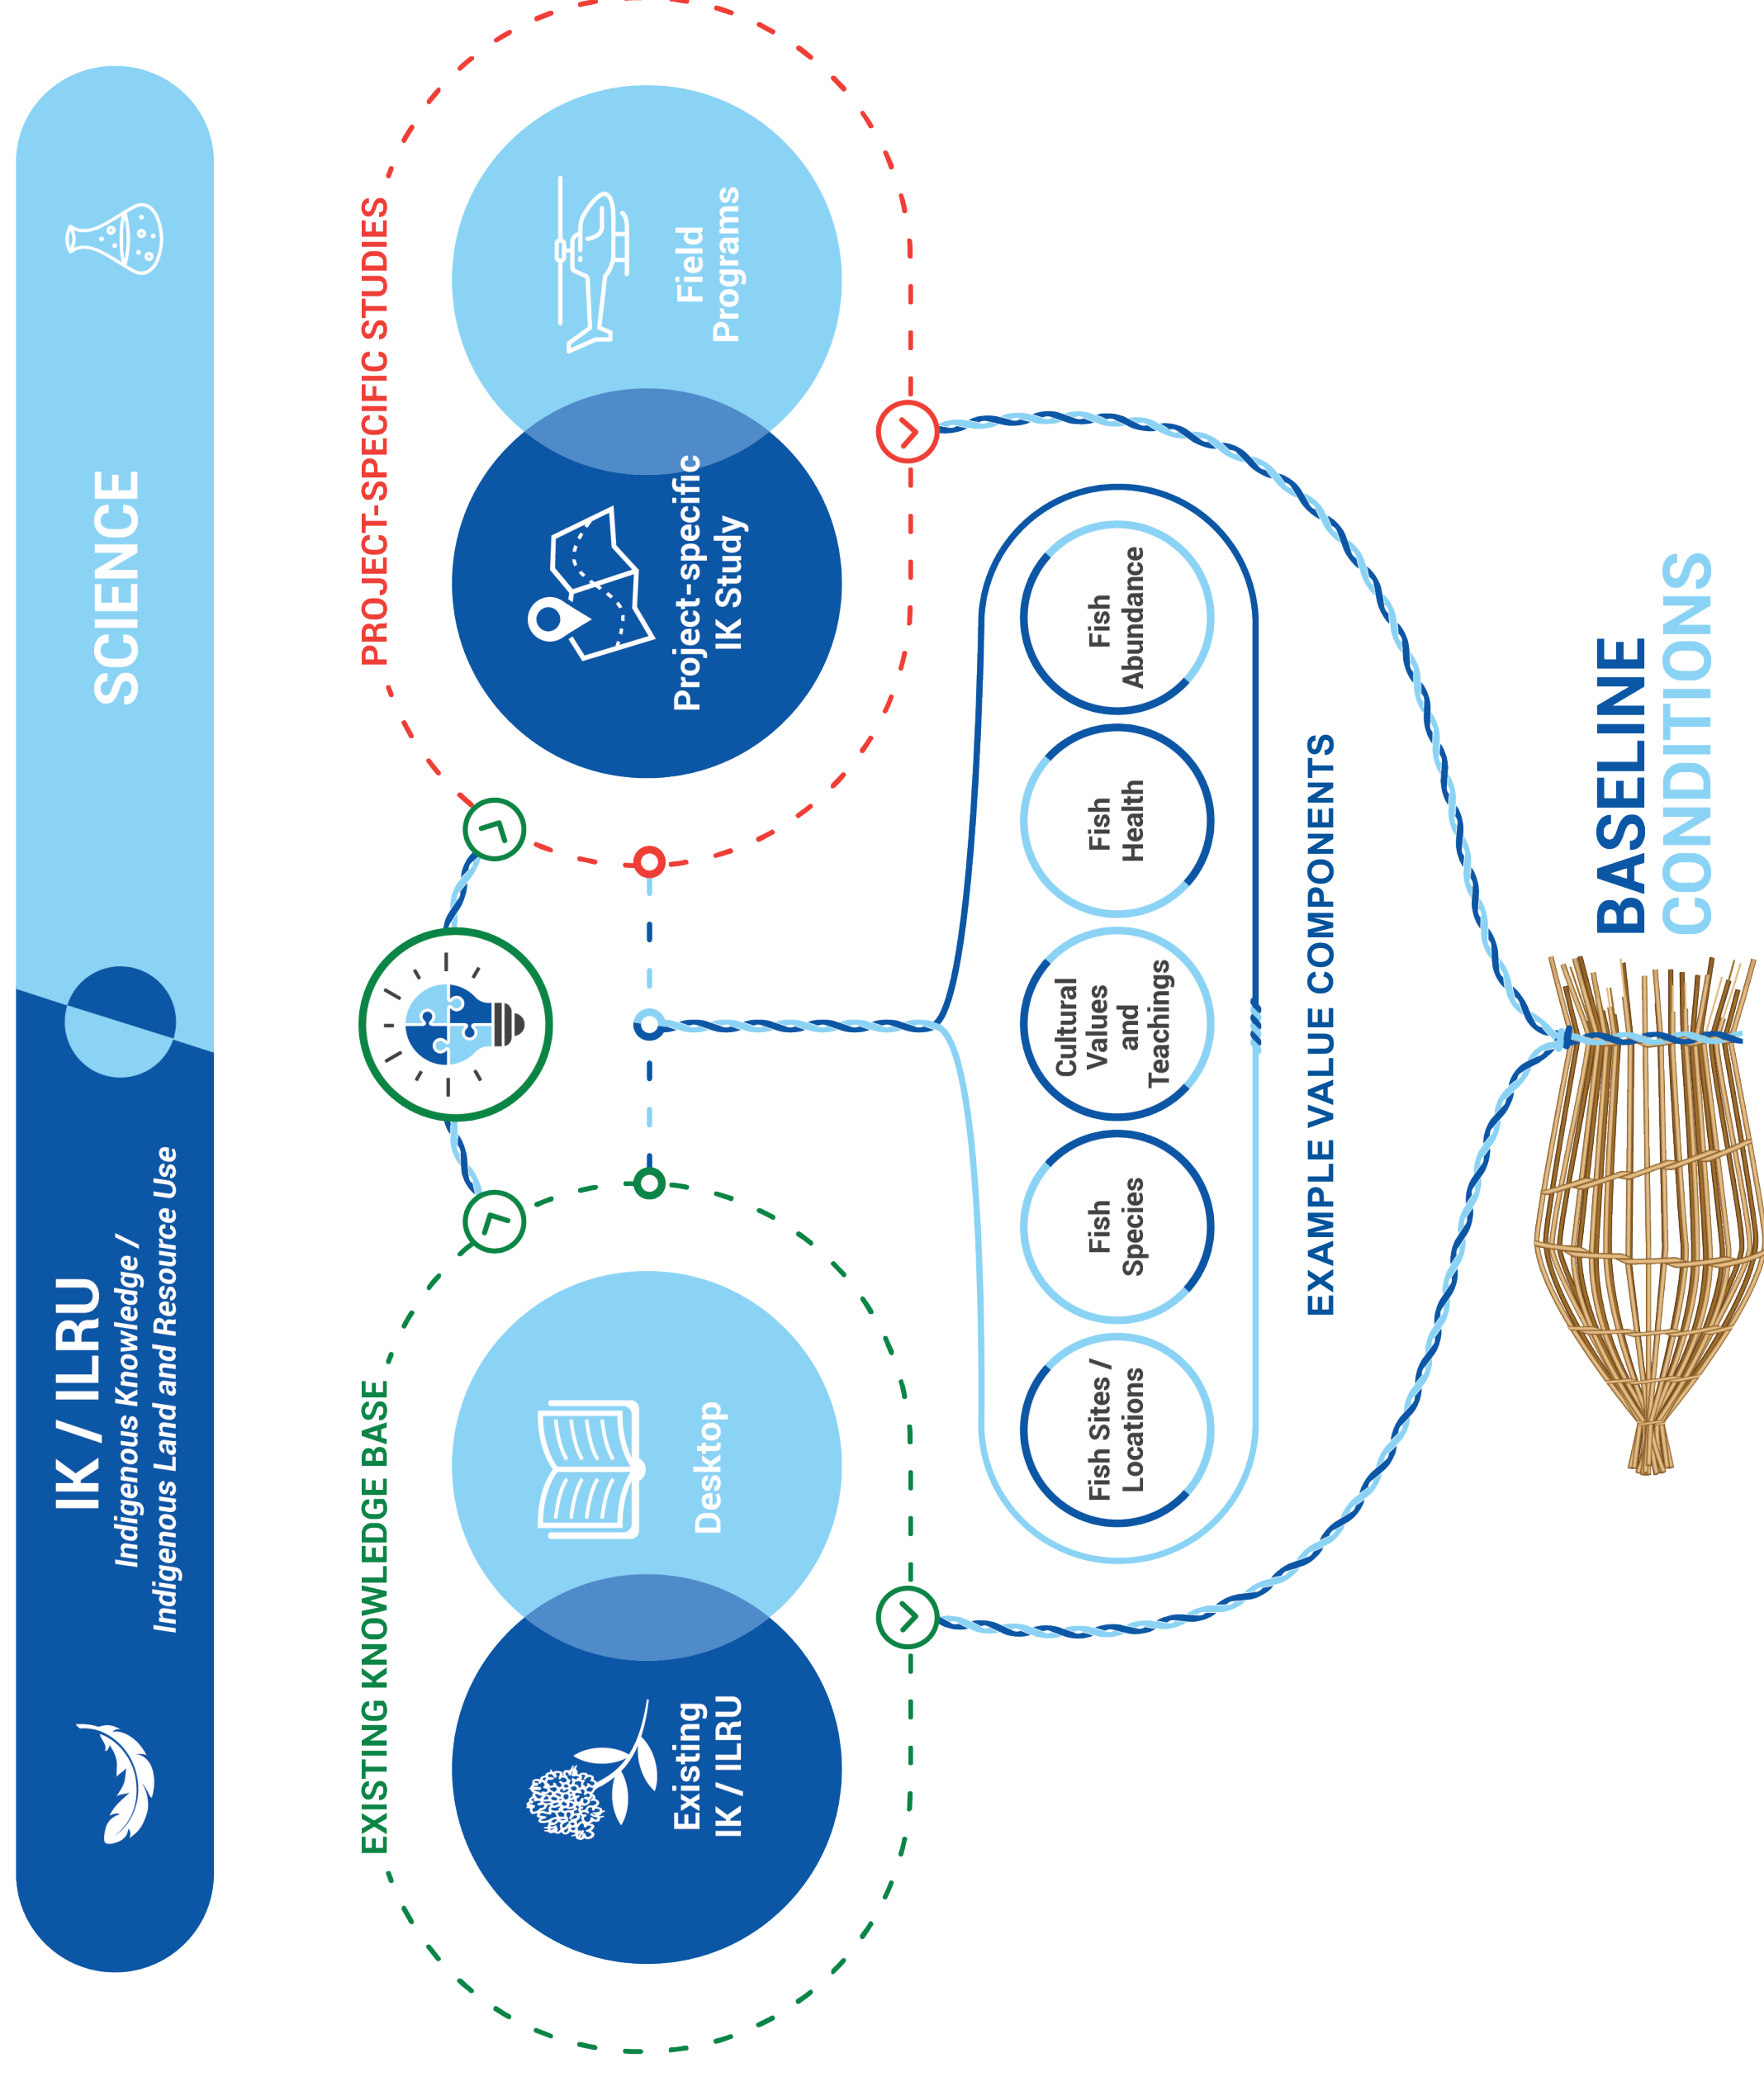 IK / ILRU
Indigenous Knowledge /
Indigenous Land and Resource Use
SCIENCE
EXISTING KNOWLEDGE BASE
Existing
IK / ILRU
Desktop
PROJECT-SPECIFIC STUDIES
Project-specific
IK Study
Field
Programs
Fish Sites /
Locations
Fish
Species
Cultural
Values
and
Teachings
Fish
Health
Fish
Abundance
EXAMPLE VALUE COMPONENTS
BASELINE
CONDITIONS